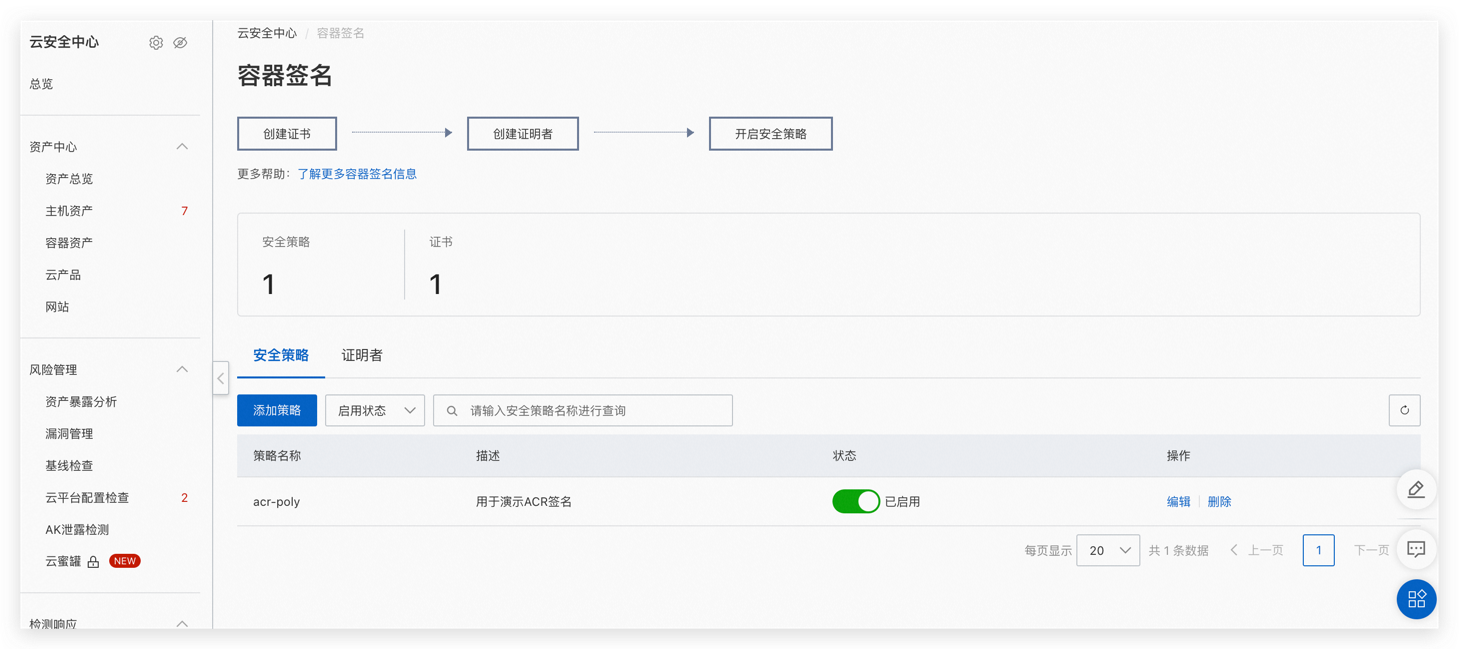 云安全中心
总览
资产中心
资产总览
主机资产 7
容器资产
云产品
网站
风险管理
资产暴露分析
漏洞管理
基线检查
云平台配置检查 2
AK泄露检测
云蜜罐 NEW
检测响应
云安全中心 / 容器签名
容器签名
创建证书 创建证明者 开启安全策略
更多帮助：了解更多容器签名信息
安全策略 证书
1 1
安全策略 证明者
添加策略 启用状态 请输入安全策略名称进行查询
策略名称 描述 状态 操作
acr-poly 用于演示ACR签名 已启用 编辑 删除
每页显示 20 共 1 条数据 上一页 1 下一页